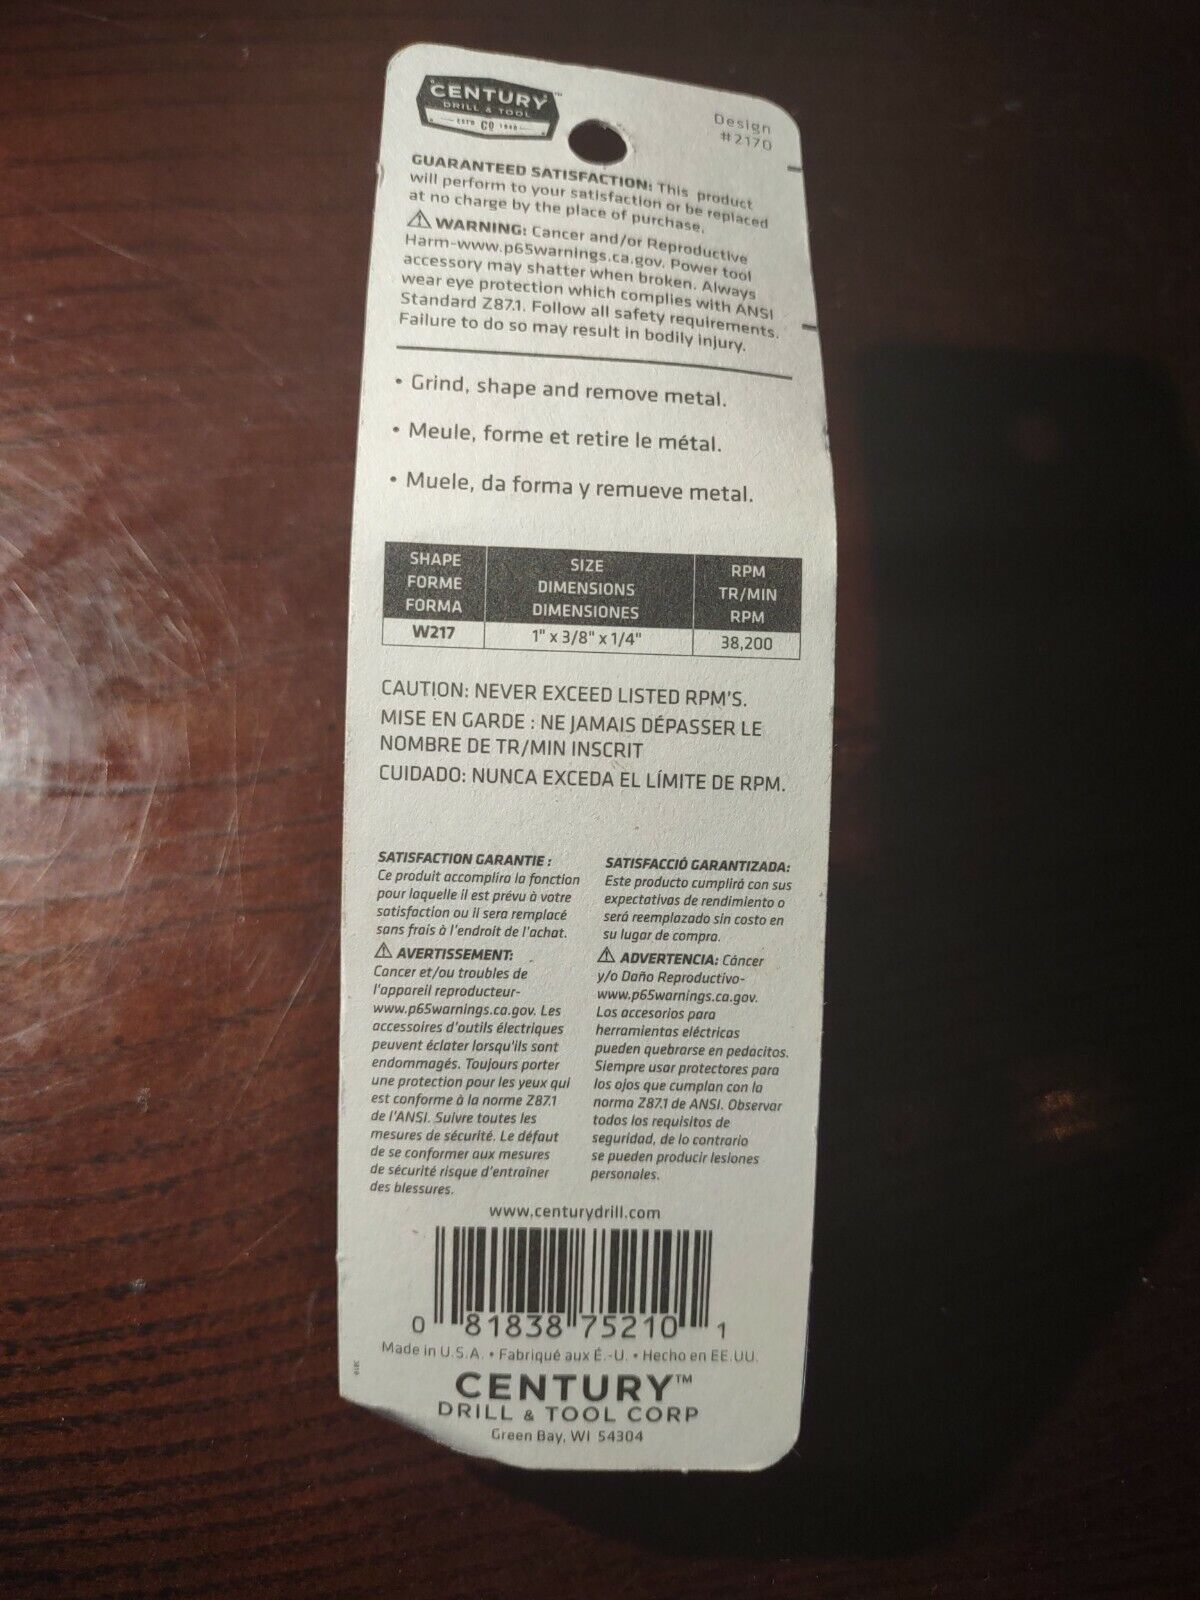 CENTURY™
DRILL & TOOL
ESTD CO 1940
Design
#2170
GUARANTEED SATISFACTION: This product
will perform to your satisfaction or be replaced
at no charge by the place of purchase.
⚠ WARNING: Cancer and/or Reproductive
Harm-www.p65warnings.ca.gov. Power tool
accessory may shatter when broken. Always
wear eye protection which complies with ANSI
Standard Z87.1. Follow all safety requirements.
Failure to do so may result in bodily injury.
• Grind, shape and remove metal.
• Meule, forme et retire le métal.
• Muele, da forma y remueve metal.
SHAPE
FORME
FORMA
SIZE
DIMENSIONS
DIMENSIONES
RPM
TR/MIN
RPM
W217
1" x 3/8" x 1/4"
38,200
CAUTION: NEVER EXCEED LISTED RPM'S.
MISE EN GARDE : NE JAMAIS DÉPASSER LE
NOMBRE DE TR/MIN INSCRIT
CUIDADO: NUNCA EXCEDA EL LÍMITE DE RPM.
SATISFACTION GARANTIE :
Ce produit accomplira la fonction
pour laquelle il est prévu à votre
satisfaction ou il sera remplacé
sans frais à l'endroit de l'achat.
⚠ AVERTISSEMENT:
Cancer et/ou troubles de
l'appareil reproducteur-
www.p65warnings.ca.gov. Les
accessoires d'outils électriques
peuvent éclater lorsqu'ils sont
endommagés. Toujours porter
une protection pour les yeux qui
est conforme à la norme Z87.1
de l'ANSI. Suivre toutes les
mesures de sécurité. Le défaut
de se conformer aux mesures
de sécurité risque d'entraîner
des blessures.
SATISFACCIÓ GARANTIZADA:
Este producto cumplirá con sus
expectativas de rendimiento o
será reemplazado sin costo en
su lugar de compra.
⚠ ADVERTENCIA: Cáncer
y/o Daño Reproductivo-
www.p65warnings.ca.gov.
Los accesorios para
herramientas eléctricas
pueden quebrarse en pedacitos.
Siempre usar protectores para
los ojos que cumplan con la
norma Z87.1 de ANSI. Observar
todos los requisitos de
seguridad, de lo contrario
se pueden producir lesiones
personales.
www.centurydrill.com
0 81838 75210 1
Made in U.S.A. • Fabriqué aux É.-U. • Hecho en EE.UU.
CENTURY™
DRILL & TOOL CORP
Green Bay, WI 54304